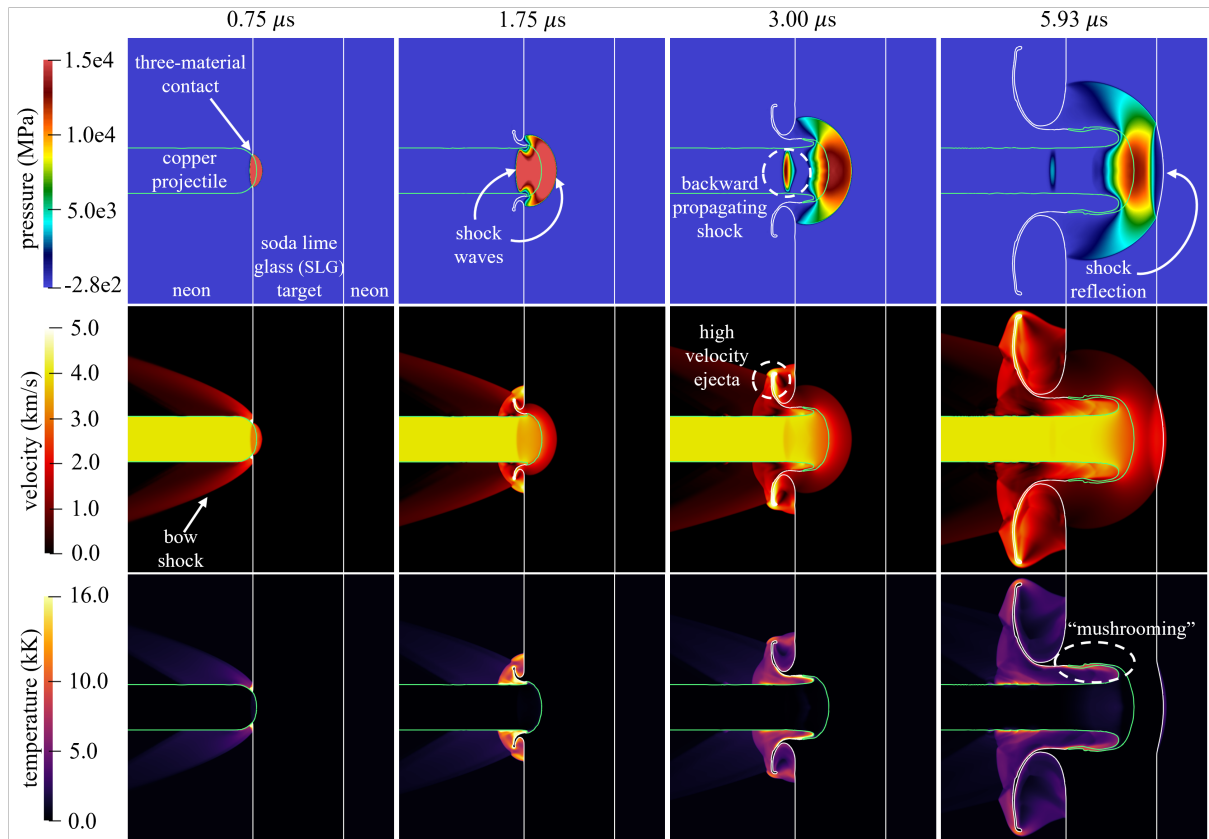 0.75 μs
1.75 μs
3.00 μs
5.93 μs
pressure (MPa)
1.5e4
1.0e4
5.0e3
-2.8e2
three-material
contact
copper
projectile
soda lime
glass (SLG)
target
neon
neon
shock
waves
backward
propagating
shock
shock
reflection
velocity (km/s)
5.0
4.0
3.0
2.0
1.0
0.0
bow
shock
high
velocity
ejecta
temperature (kK)
16.0
10.0
5.0
0.0
“mushrooming”